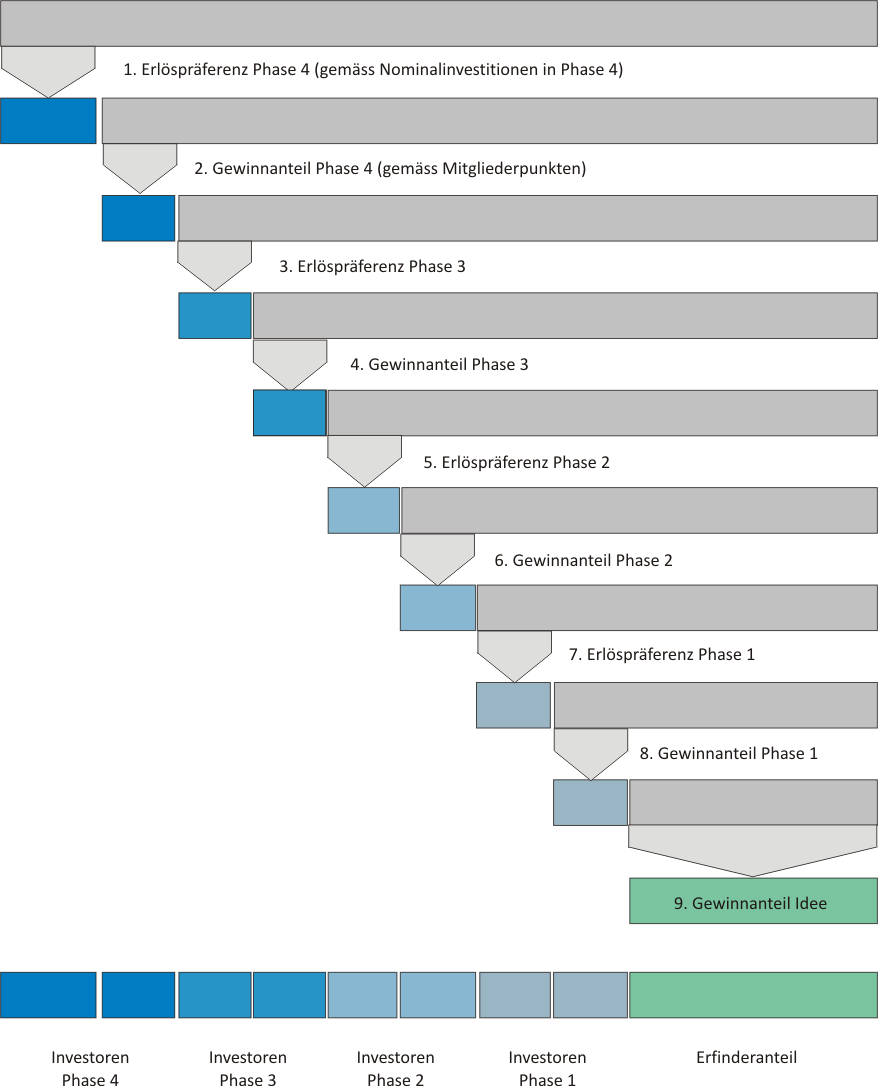 1. Erlöspräferenz Phase 4 (gemäss Nominalinvestitionen in Phase 4)
2. Gewinnanteil Phase 4 (gemäss Mitgliederpunkten)
3. Erlöspräferenz Phase 3
4. Gewinnanteil Phase 3
5. Erlöspräferenz Phase 2
6. Gewinnanteil Phase 2
7. Erlöspräferenz Phase 1
8. Gewinnanteil Phase 1
9. Gewinnanteil Idee
Investoren
Phase 4
Investoren
Phase 3
Investoren
Phase 2
Investoren
Phase 1
Erfinderanteil